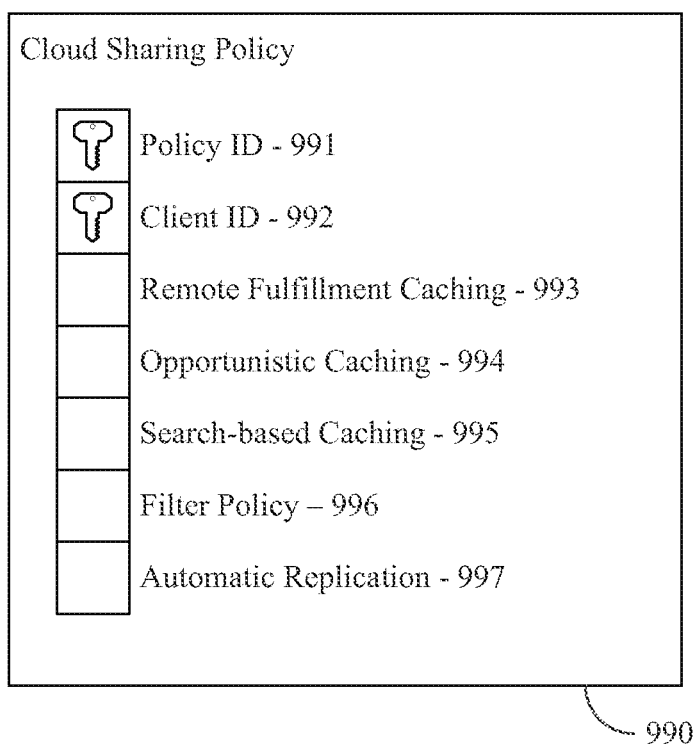 Cloud Sharing Policy
Policy ID - 991
Client ID - 992
Remote Fulfillment Caching - 993
Opportunistic Caching - 994
Search-based Caching - 995
Filter Policy – 996
Automatic Replication - 997
990